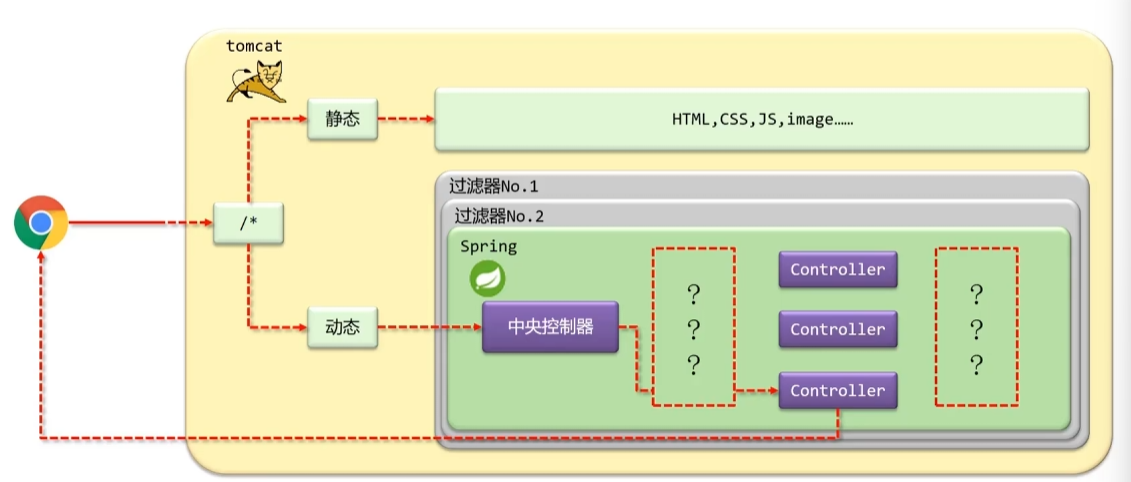 tomcat
静态
HTML,CSS,JS,image……
过滤器No.1
/*
过滤器No.2
Spring
?
?
?
Controller
Controller
Controller
?
?
?
动态
中央控制器